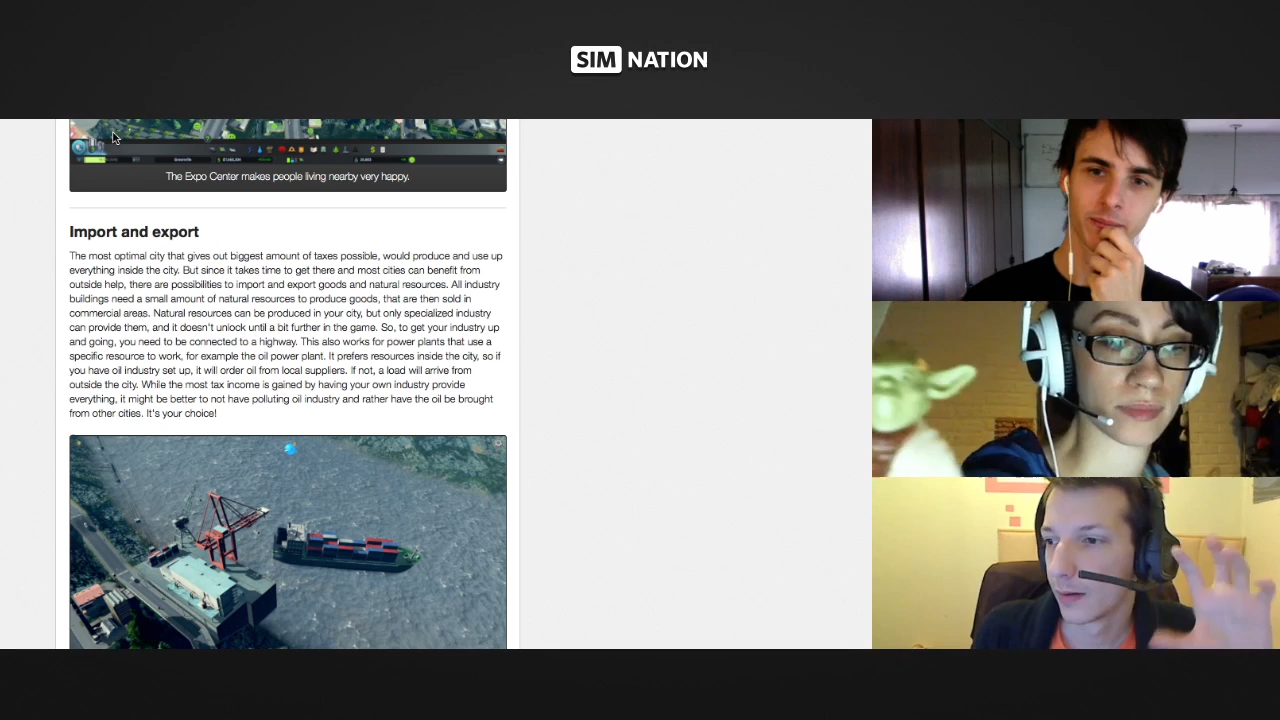 SIM NATION
The Expo Center makes people living nearby very happy.
Import and export
The most optimal city that gives out biggest amount of taxes possible, would produce and use up
everything inside the city. But since it takes time to get there and most cities can benefit from
outside help, there are possibilities to import and export goods and natural resources. All industry
buildings need a small amount of natural resources to produce goods, that are then sold in
commercial areas. Natural resources can be produced in your city, but only specialized industry
can provide them, and it doesn't unlock until a bit further in the game. So, to get your industry up
and going, you need to be connected to a highway. This also works for power plants that use a
specific resource to work, for example the oil power plant. It prefers resources inside the city, so if
you have oil industry set up, it will order oil from local suppliers. If not, a load will arrive from
outside the city. While the most tax income is gained by having your own industry provide
everything, it might be better to not have polluting oil industry and rather have the oil be brought
from other cities. It's your choice!